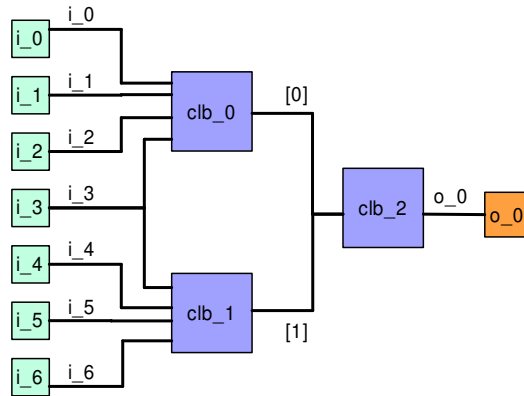 i_0
i_0
i_1
i_1
i_2
i_2
i_3
i_3
i_4
i_4
i_5
i_5
i_6
i_6
clb_0
[0]
clb_1
[1]
clb_2
o_0
o_0